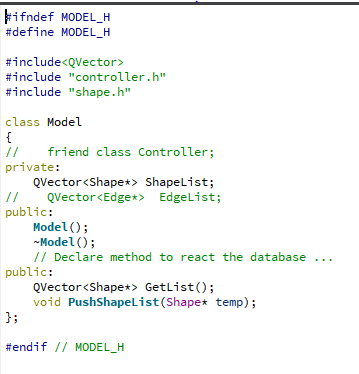 #ifndef MODEL_H
#define MODEL_H

#include<QVector>
#include "controller.h"
#include "shape.h"

class Model
{
//    friend class Controller;
private:
    QVector<Shape*> ShapeList;
//    QVector<Edge*>  EdgeList;
public:
    Model();
    ~Model();
    // Declare method to react the database ...
public:
    QVector<Shape*> GetList();
    void PushShapeList(Shape* temp);
};

#endif // MODEL_H